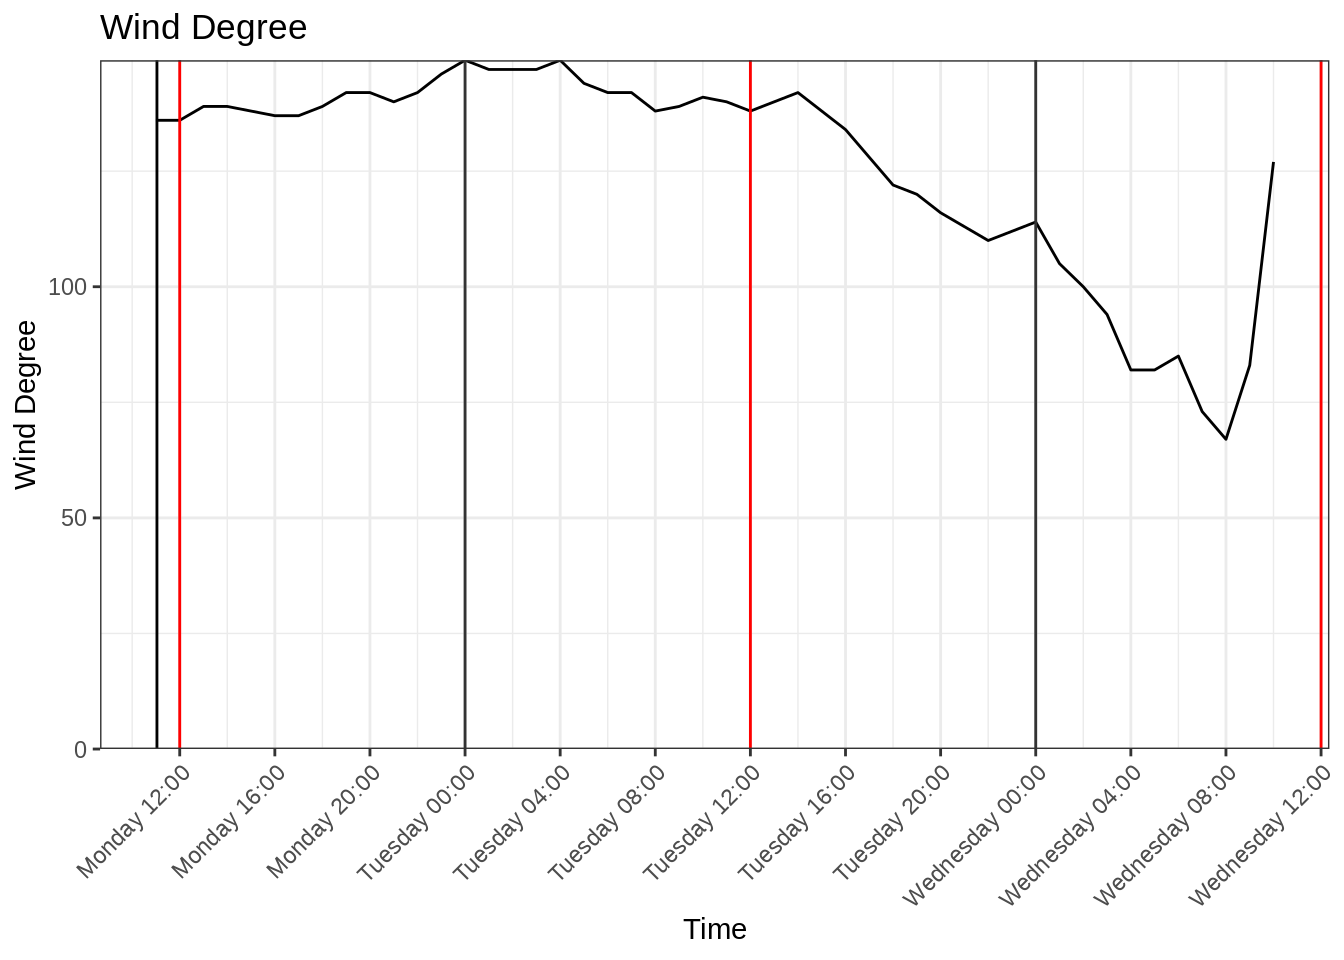 Wind Degree
Wind Degree
100
50
0
Monday 12:00
Monday 16:00
Monday 20:00
Tuesday 00:00
Tuesday 04:00
Tuesday 08:00
Tuesday 12:00
Tuesday 16:00
Tuesday 20:00
Wednesday 00:00
Wednesday 04:00
Wednesday 08:00
Wednesday 12:00
Time